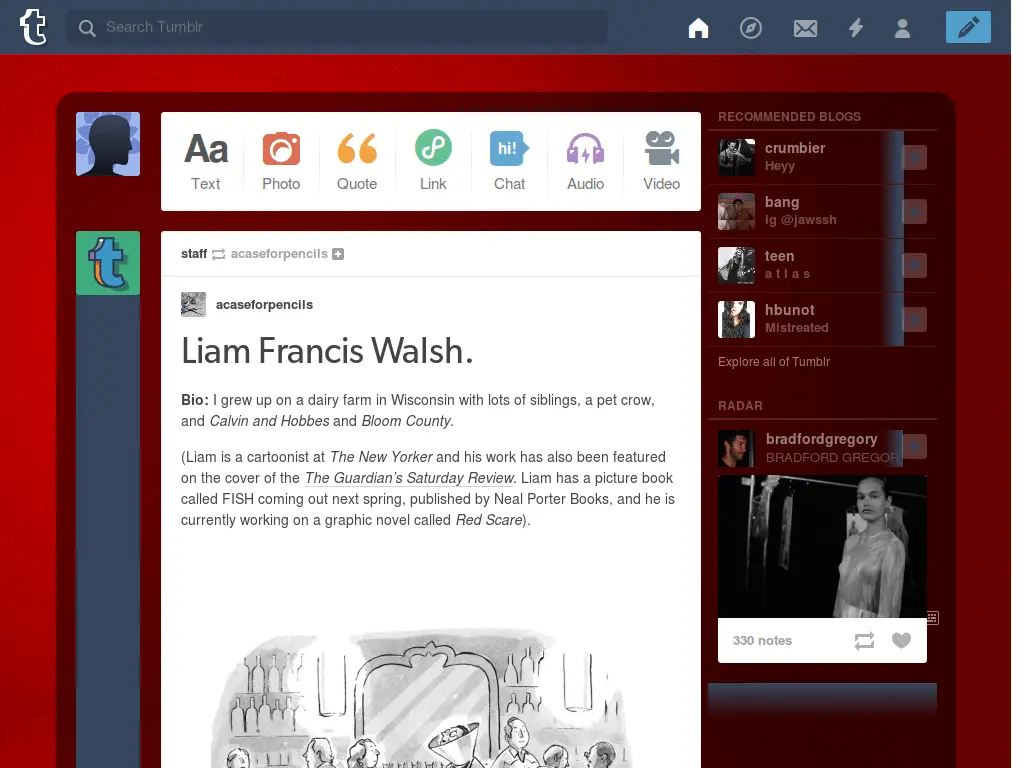 Search Tumblr
Aa
hi!
Text Photo Quote Link Chat Audio Video
staff acaseforpencils
acaseforpencils
Liam Francis Walsh.
Bio: I grew up on a dairy farm in Wisconsin with lots of siblings, a pet crow,
and Calvin and Hobbes and Bloom County.
(Liam is a cartoonist at The New Yorker and his work has also been featured
on the cover of the The Guardian’s Saturday Review. Liam has a picture book
called FISH coming out next spring, published by Neal Porter Books, and he is
currently working on a graphic novel called Red Scare).
RECOMMENDED BLOGS
crumbier
Heyy
bang
ig @jawssh
teen
a t l a s
hbunot
Mistreated
Explore all of Tumblr
RADAR
bradfordgregory
BRADFORD GREGOR
330 notes